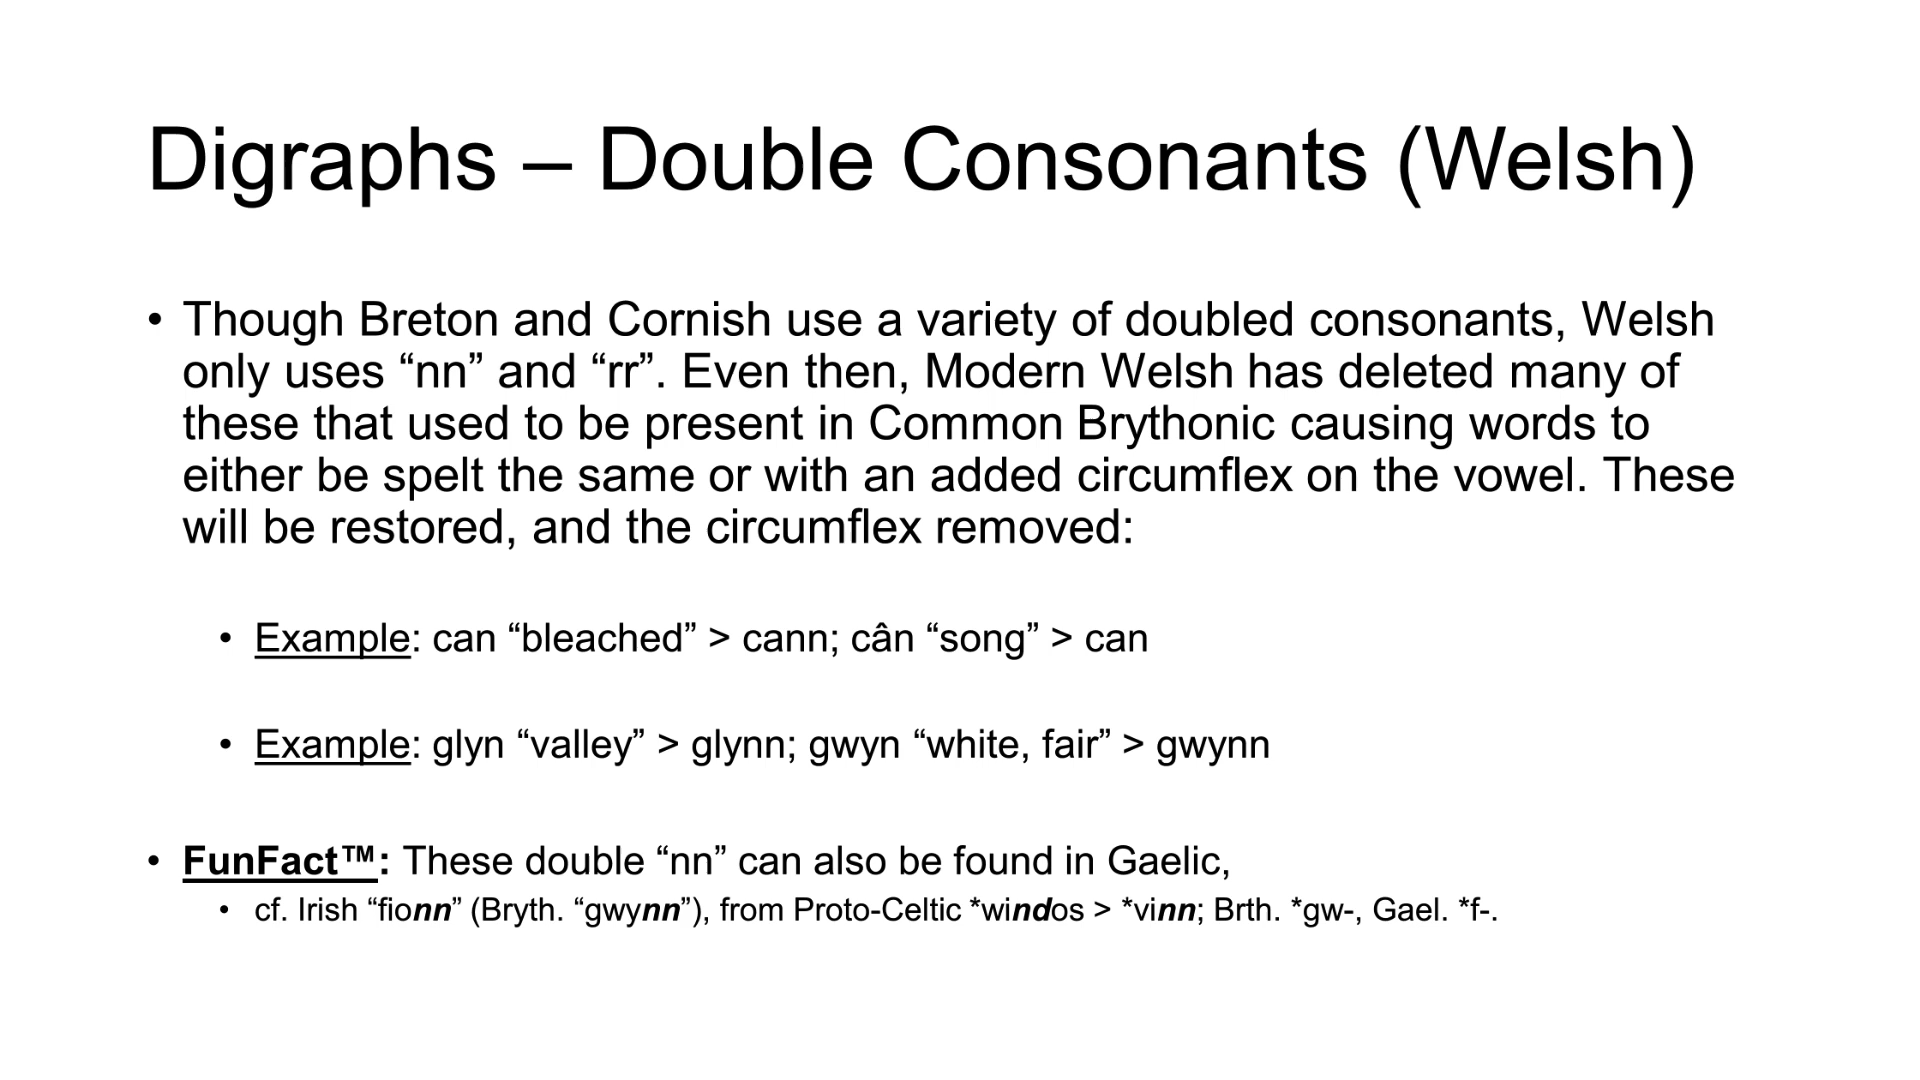 Digraphs – Double Consonants (Welsh)
• Though Breton and Cornish use a variety of doubled consonants, Welsh
only uses “nn” and “rr”. Even then, Modern Welsh has deleted many of
these that used to be present in Common Brythonic causing words to
either be spelt the same or with an added circumflex on the vowel. These
will be restored, and the circumflex removed:
• Example: can “bleached” > cann; cân “song” > can
• Example: glyn “valley” > glynn; gwyn “white, fair” > gwynn
• FunFact™: These double “nn” can also be found in Gaelic,
• cf. Irish “fionn” (Bryth. “gwynn”), from Proto-Celtic *windos > *vinn; Brth. *gw-, Gael. *f-.